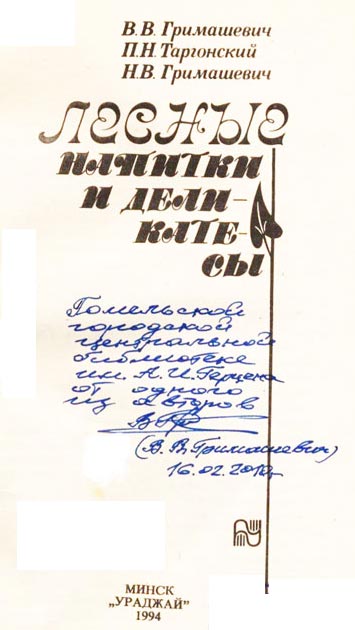 В. В. Гримашевич
П. Н. Таргонский
Н. В. Гримашевич
ЛЕСНЫЕ
НАПИТКИ
И ДЕЛИ-
КАТЕ-
СЫ
Гомельской
городской
центральной
библиотеке
им. А. И. Герцена
от одного
из авторов
(В. В. Гримашевич)
16.02.2010г.
МИНСК
„УРАДЖАЙ"
1994